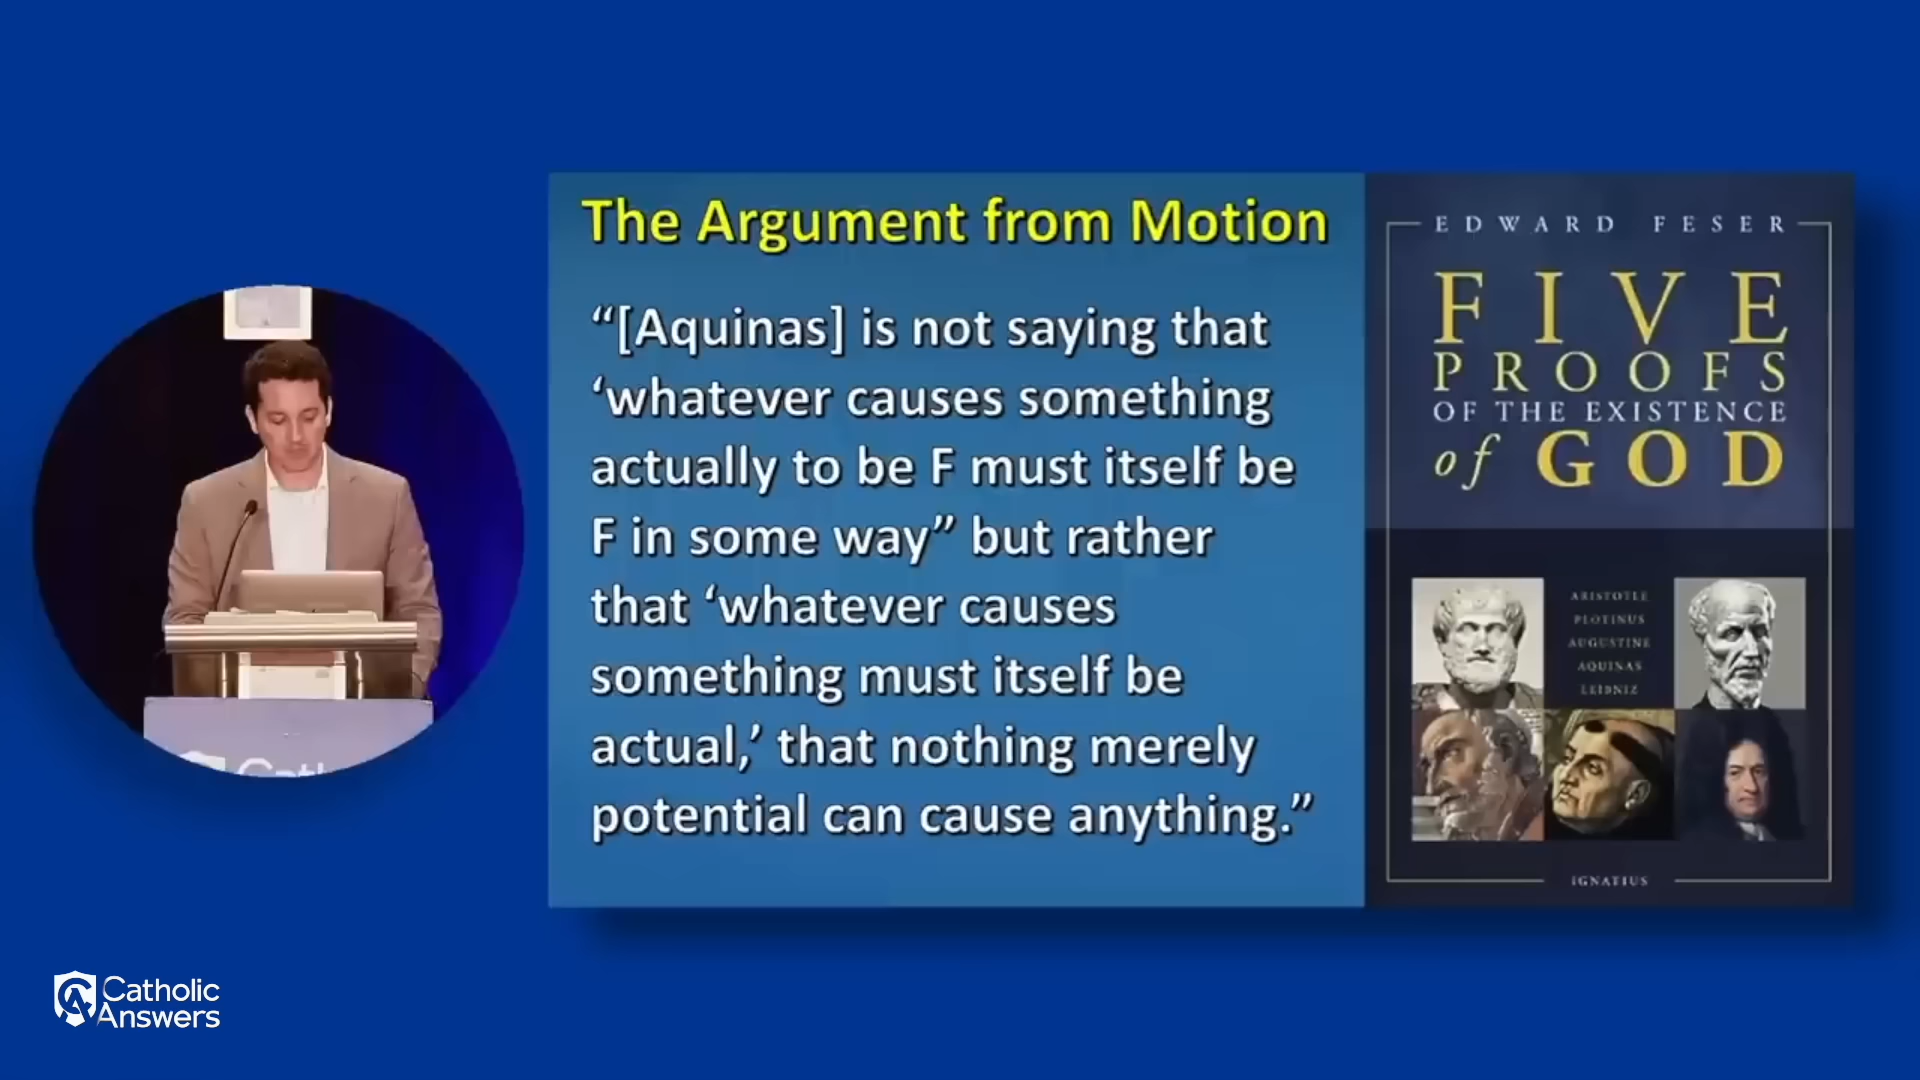 The Argument from Motion
“[Aquinas] is not saying that
‘whatever causes something
actually to be F must itself be
F in some way” but rather
that ‘whatever causes
something must itself be
actual,’ that nothing merely
potential can cause anything.”
EDWARD FESER
FIVE
PROOFS
OF THE EXISTENCE
of GOD
ARISTOTLE
PLOTINUS
AUGUSTINE
AQUINAS
LEIBNIZ
IGNATIUS
Cath
Catholic
Answers